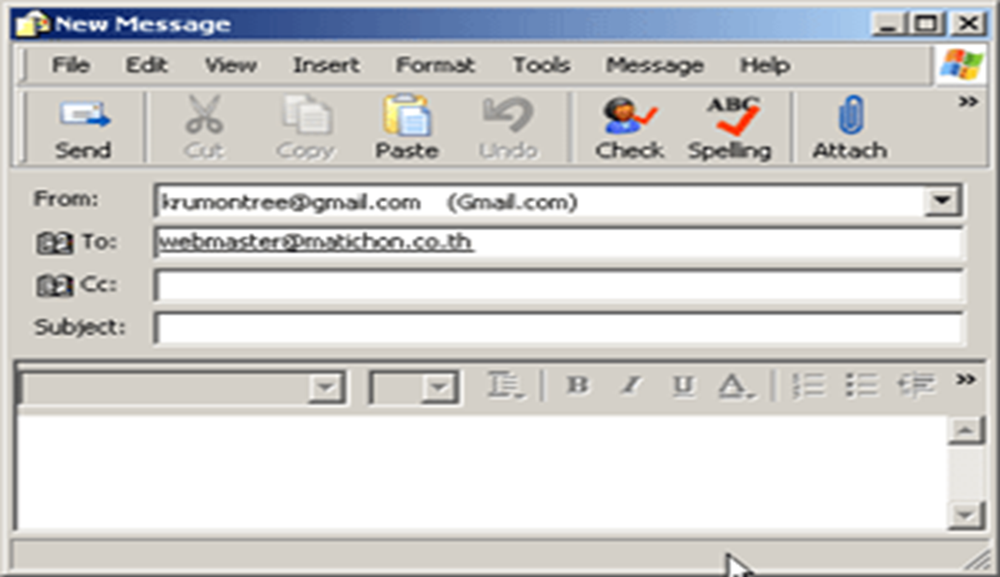 New Message
File Edit View Insert Format Tools Message Help
ABC
Send Cut Copy Paste Undo Check Spelling Attach
From: krumontree@gmail.com (Gmail.com)
To: webmaster@matichon.co.th
Cc:
Subject:
B I U A